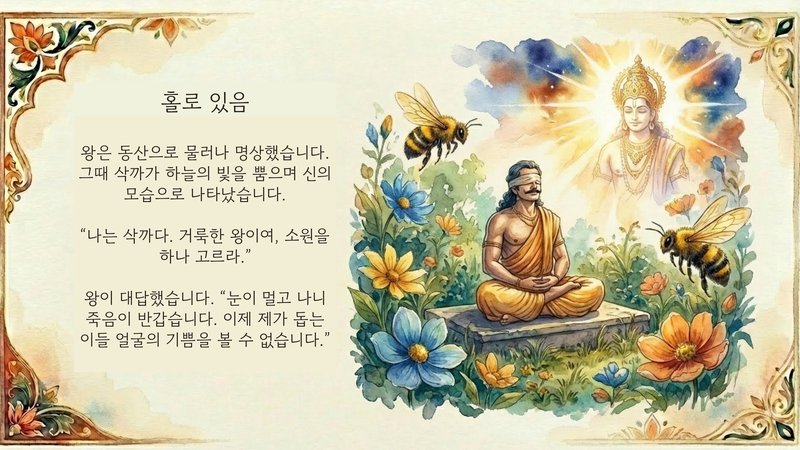 홀로 있음
왕은 동산으로 물러나 명상했습니다.
그때 삭까가 하늘의 빛을 뿜으며 신의
모습으로 나타났습니다.
“나는 삭까다. 거룩한 왕이여, 소원을
하나 고르라.”
왕이 대답했습니다. “눈이 멀고 나니
죽음이 반갑습니다. 이제 제가 돕는
이들 얼굴의 기쁨을 볼 수 없습니다.”